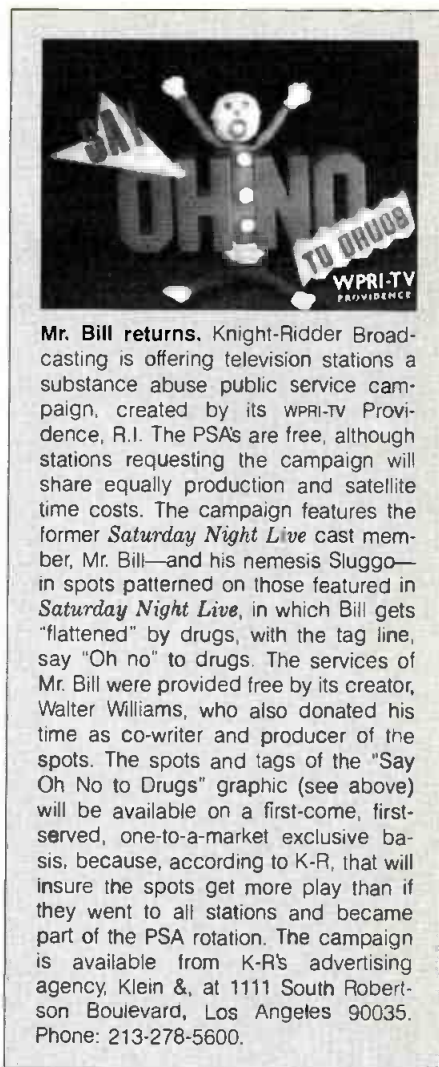 SAY
OH NO
TO DRUGS
WPRI-TV
PROVIDENCE
Mr. Bill returns. Knight-Ridder Broad-
casting is offering television stations a
substance abuse public service cam-
paign, created by its WPRI-TV Provi-
dence, R.I. The PSA's are free, although
stations requesting the campaign will
share equally production and satellite
time costs. The campaign features the
former Saturday Night Live cast mem-
ber, Mr. Bill—and his nemesis Sluggo—
in spots patterned on those featured in
Saturday Night Live, in which Bill gets
"flattened" by drugs, with the tag line,
say "Oh no" to drugs. The services of
Mr. Bill were provided free by its creator,
Walter Williams, who also donated his
time as co-writer and producer of the
spots. The spots and tags of the "Say
Oh No to Drugs" graphic (see above)
will be available on a first-come, first-
served, one-to-a-market exclusive ba-
sis, because, according to K-R, that will
insure the spots get more play than if
they went to all stations and became
part of the PSA rotation. The campaign
is available from K-R's advertising
agency, Klein &, at 1111 South Robert-
son Boulevard, Los Angeles 90035.
Phone: 213-278-5600.